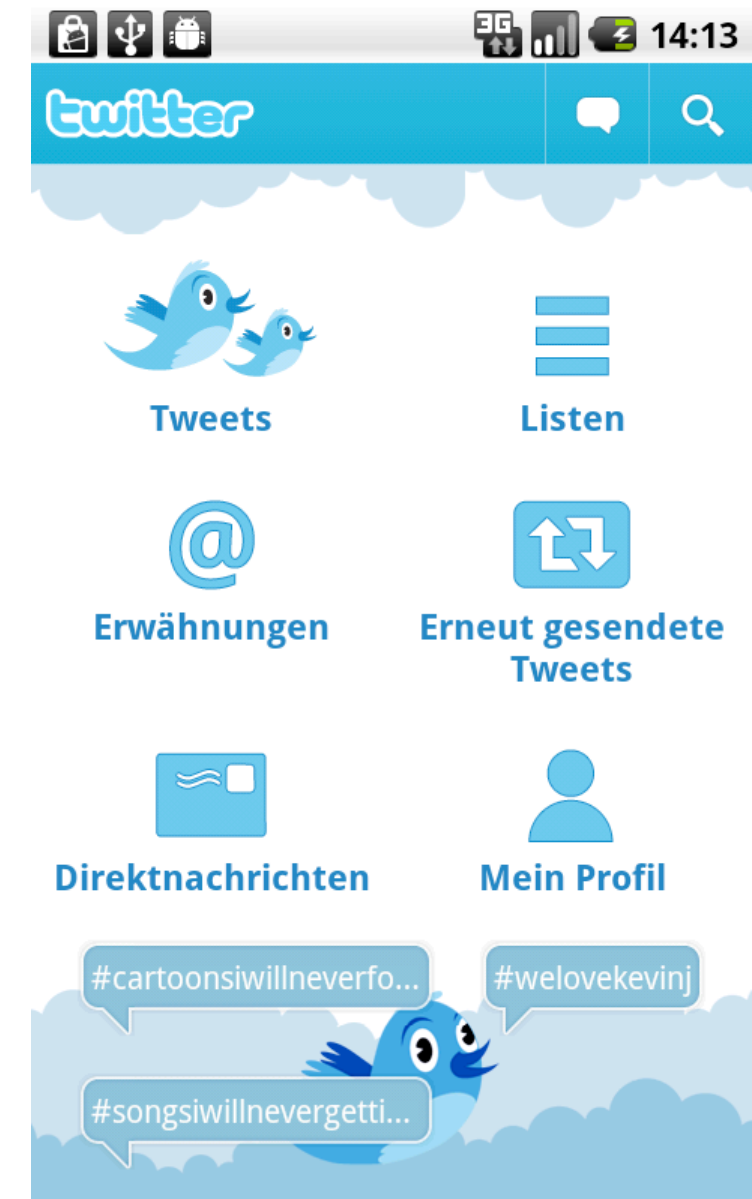 3G 14:13
twitter
Tweets Listen
@
Erwähnungen Erneut gesendete
Tweets
Direktnachrichten Mein Profil
#cartoonsiwillneverfo... #welovekevinj
#songsiwillnevergetti...